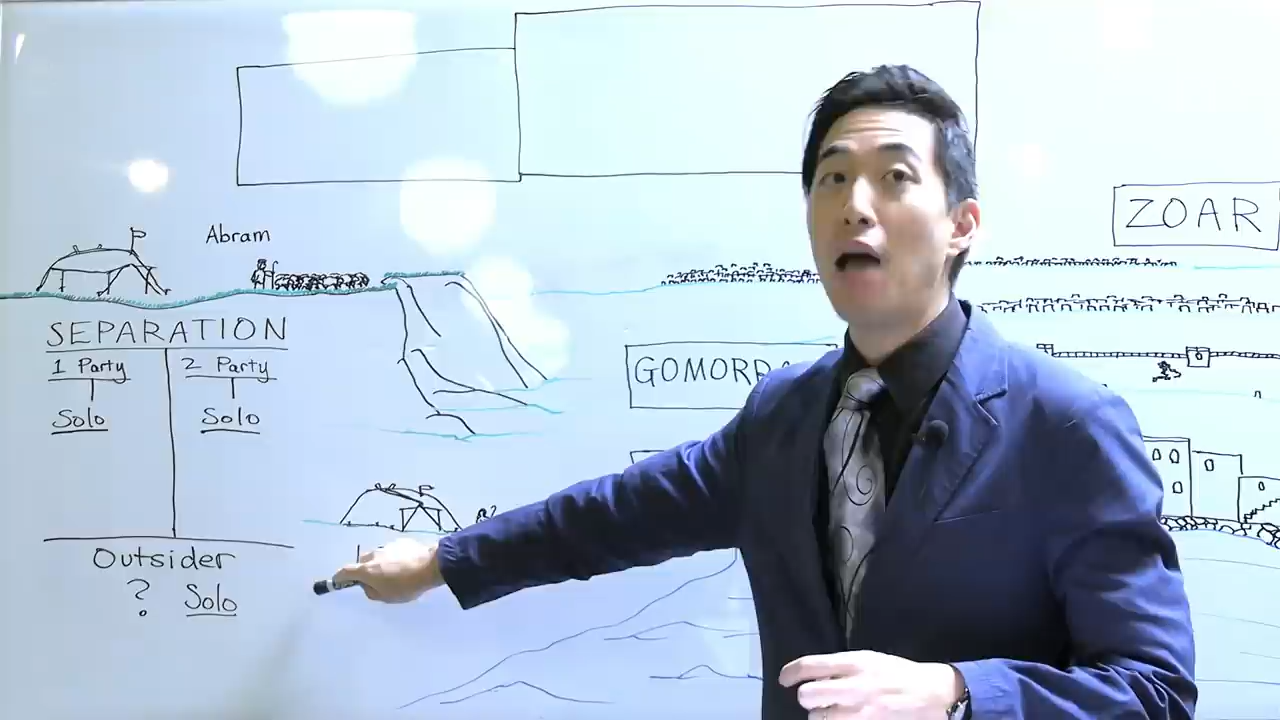 ZOAR
Abram
SEPARATION
1 Party
2 Party
Solo
Solo
Outsider
? Solo